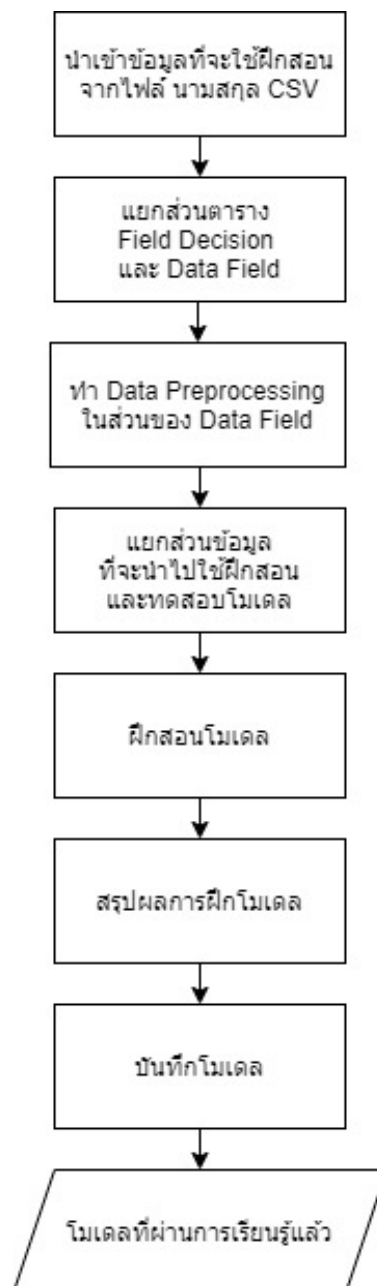 นำเข้าข้อมูลที่จะใช้ฝึกสอน
จากไฟล์ นามสกุล CSV
แยกส่วนตาราง
Field Decision
และ Data Field
ทำ Data Preprocessing
ในส่วนของ Data Field
แยกส่วนข้อมูล
ที่จะนำไปใช้ฝึกสอน
และทดสอบโมเดล
ฝึกสอนโมเดล
สรุปผลการฝึกโมเดล
บันทึกโมเดล
โมเดลที่ผ่านการเรียนรู้แล้ว